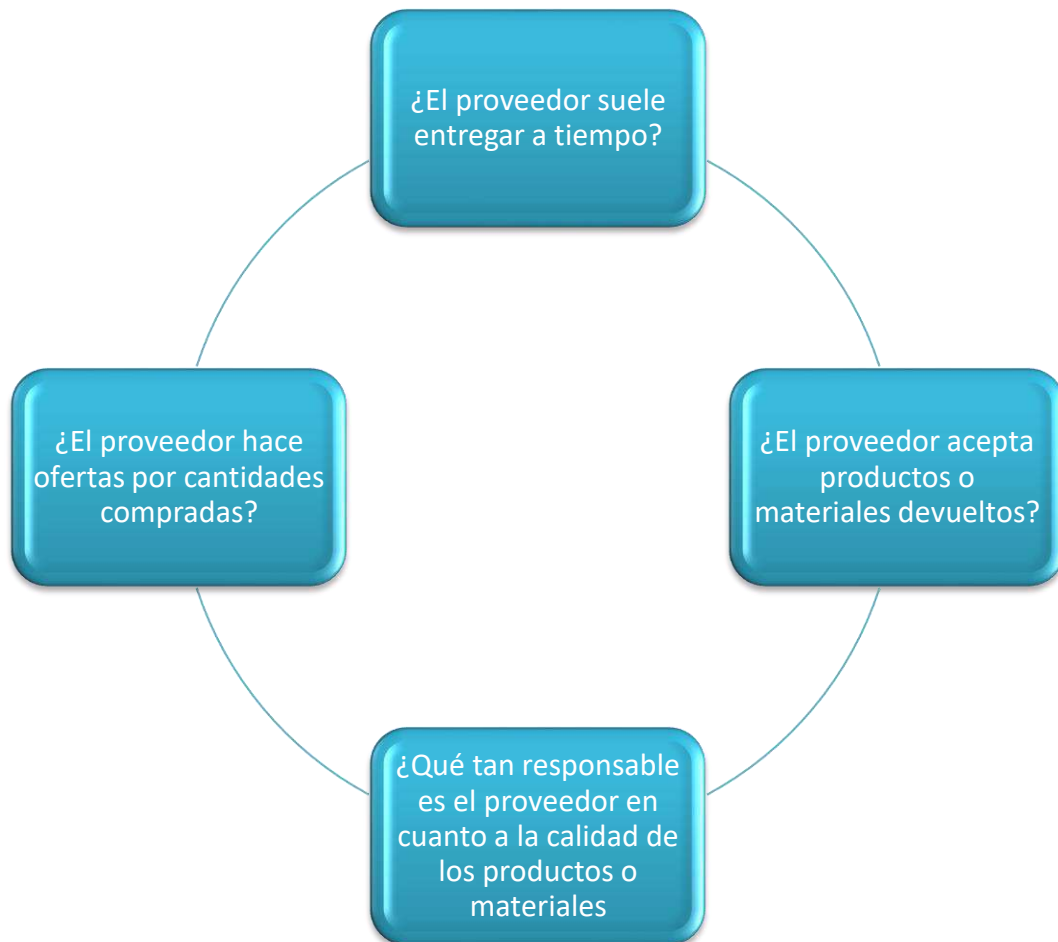 ¿El proveedor suele
entregar a tiempo?
¿El proveedor acepta
productos o
materiales devueltos?
¿Qué tan responsable
es el proveedor en
cuanto a la calidad de
los productos o
materiales
¿El proveedor hace
ofertas por cantidades
compradas?